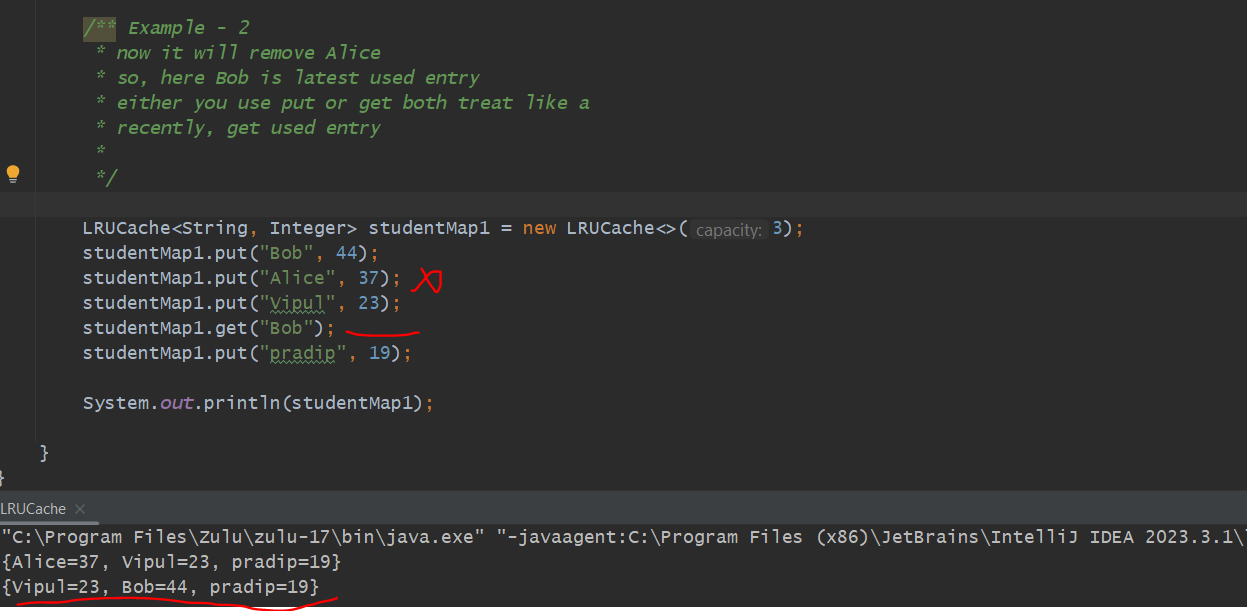 /** Example - 2
* now it will remove Alice
* so, here Bob is latest used entry
* either you use put or get both treat like a
* recently, get used entry
*
*/
LRUCache<String, Integer> studentMap1 = new LRUCache<>( capacity: 3);
studentMap1.put("Bob", 44);
studentMap1.put("Alice", 37);
studentMap1.put("Vipul", 23);
studentMap1.get("Bob");
studentMap1.put("pradip", 19);
System.out.println(studentMap1);
}
}
LRUCache ×
"C:\Program Files\Zulu\zulu-17\bin\java.exe" "-javaagent:C:\Program Files (x86)\JetBrains\IntelliJ IDEA 2023.3.1\
{Alice=37, Vipul=23, pradip=19}
{Vipul=23, Bob=44, pradip=19}